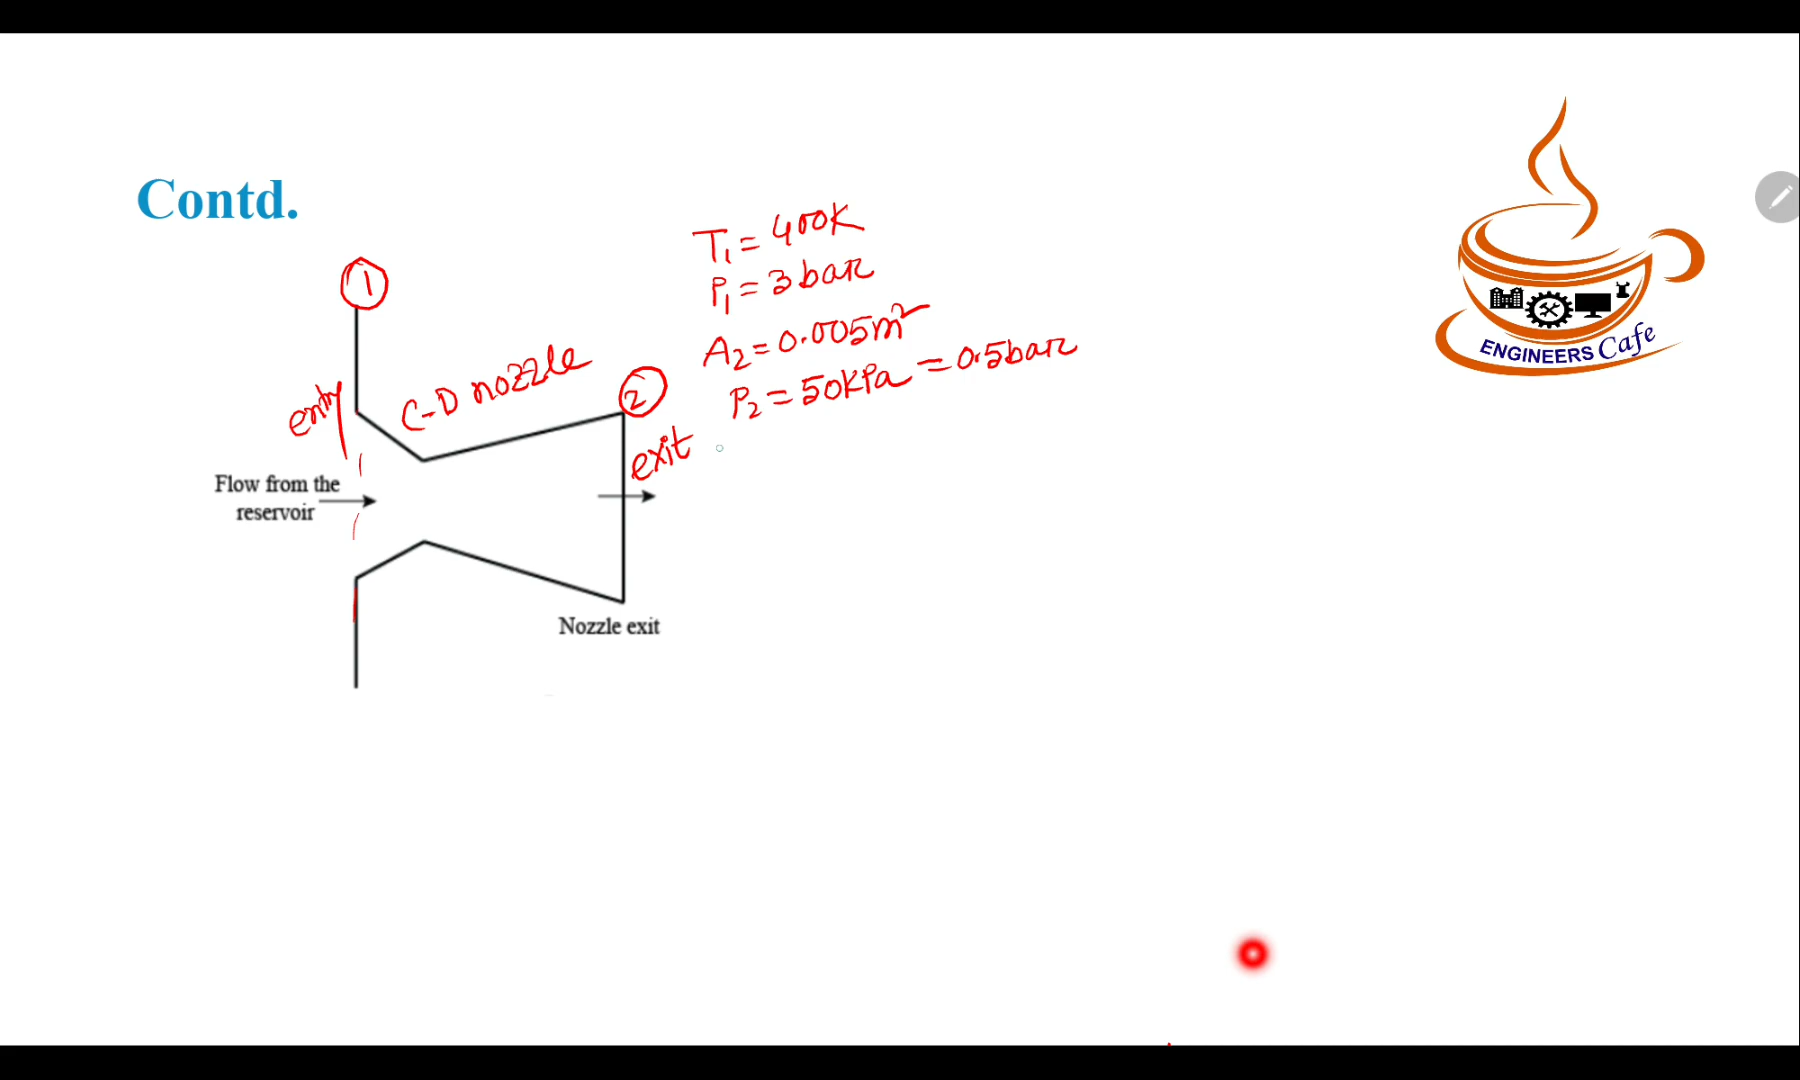 Contd.
1
T₁ = 400K
P₁ = 3 bar
A₂ = 0.005m²
P₂ = 50KPa = 0.5bar
C-D nozzle
2
entry
exit
Flow from the
reservoir
Nozzle exit
ENGINEERS Cafe